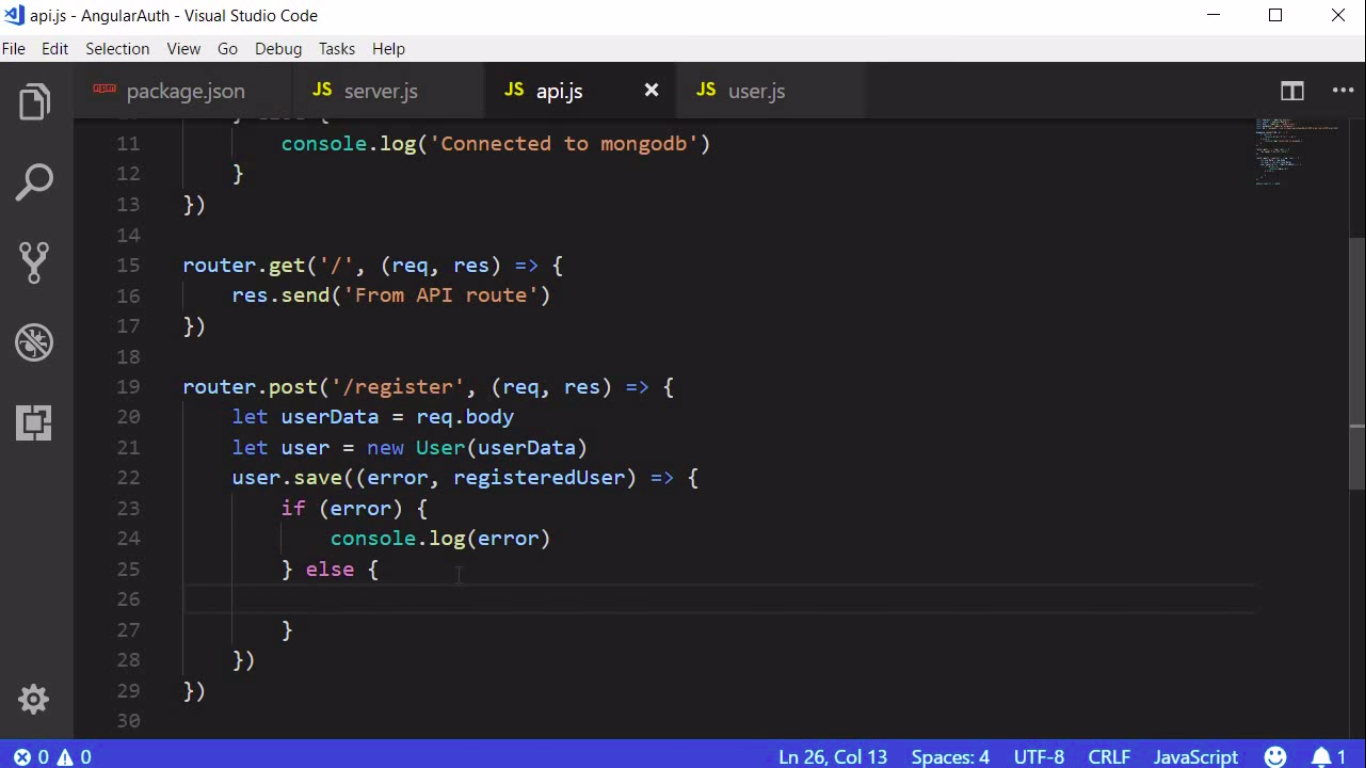 api.js - AngularAuth - Visual Studio Code
File Edit Selection View Go Debug Tasks Help
npm package.json JS server.js JS api.js JS user.js
11 console.log('Connected to mongodb')
12 }
13 })
14
15 router.get('/', (req, res) => {
16 res.send('From API route')
17 })
18
19 router.post('/register', (req, res) => {
20 let userData = req.body
21 let user = new User(userData)
22 user.save((error, registeredUser) => {
23 if (error) {
24 console.log(error)
25 } else {
26
27 }
28 })
29 })
30
0 0 Ln 26, Col 13 Spaces: 4 UTF-8 CRLF JavaScript 1